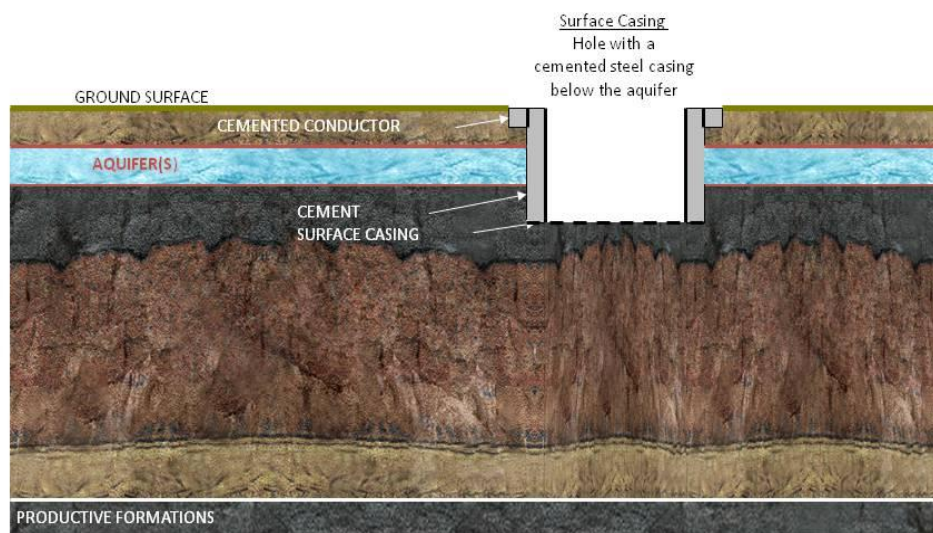 Surface Casing
Hole with a
cemented steel casing
below the aquifer
GROUND SURFACE
CEMENTED CONDUCTOR
AQUIFER(S)
CEMENT
SURFACE CASING
PRODUCTIVE FORMATIONS